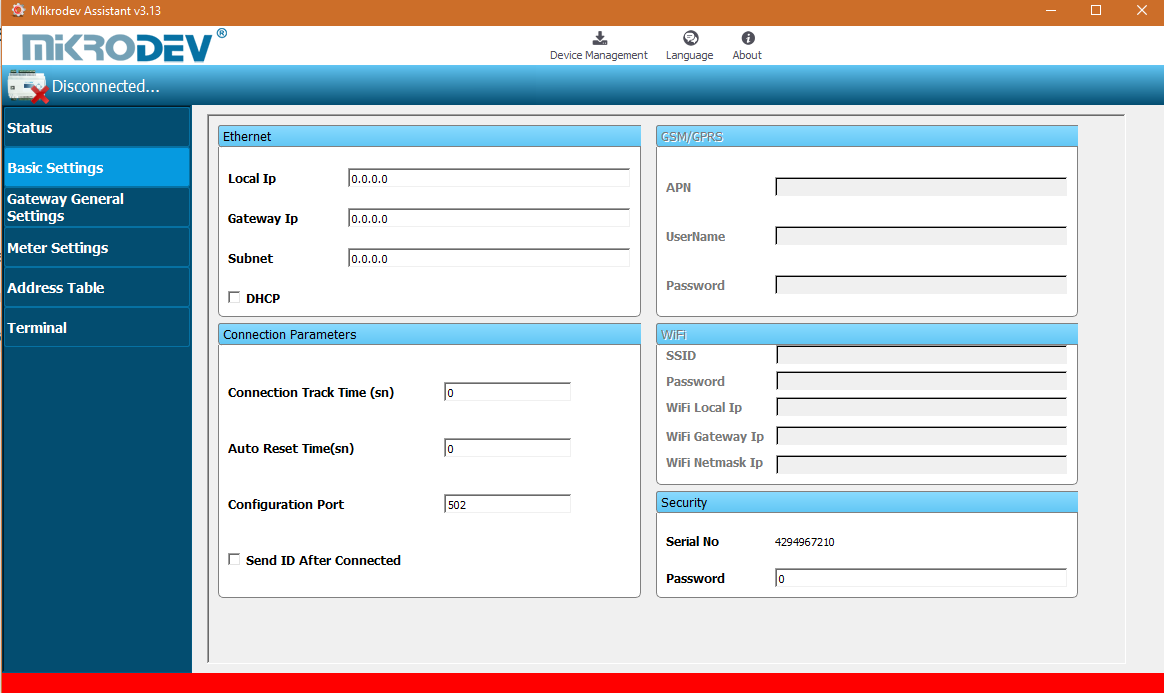 Mikrodev Assistant v3.13
MIKRODEV®
Device Management
Language
About
Disconnected...
Status
Basic Settings
Gateway General
Settings
Meter Settings
Address Table
Terminal
Ethernet
Local Ip
0.0.0.0
Gateway Ip
0.0.0.0
Subnet
0.0.0.0
DHCP
Connection Parameters
Connection Track Time (sn)
0
Auto Reset Time(sn)
0
Configuration Port
502
Send ID After Connected
GSM/GPRS
APN
UserName
Password
WiFi
SSID
Password
WiFi Local Ip
WiFi Gateway Ip
WiFi Netmask Ip
Security
Serial No
4294967210
Password
0